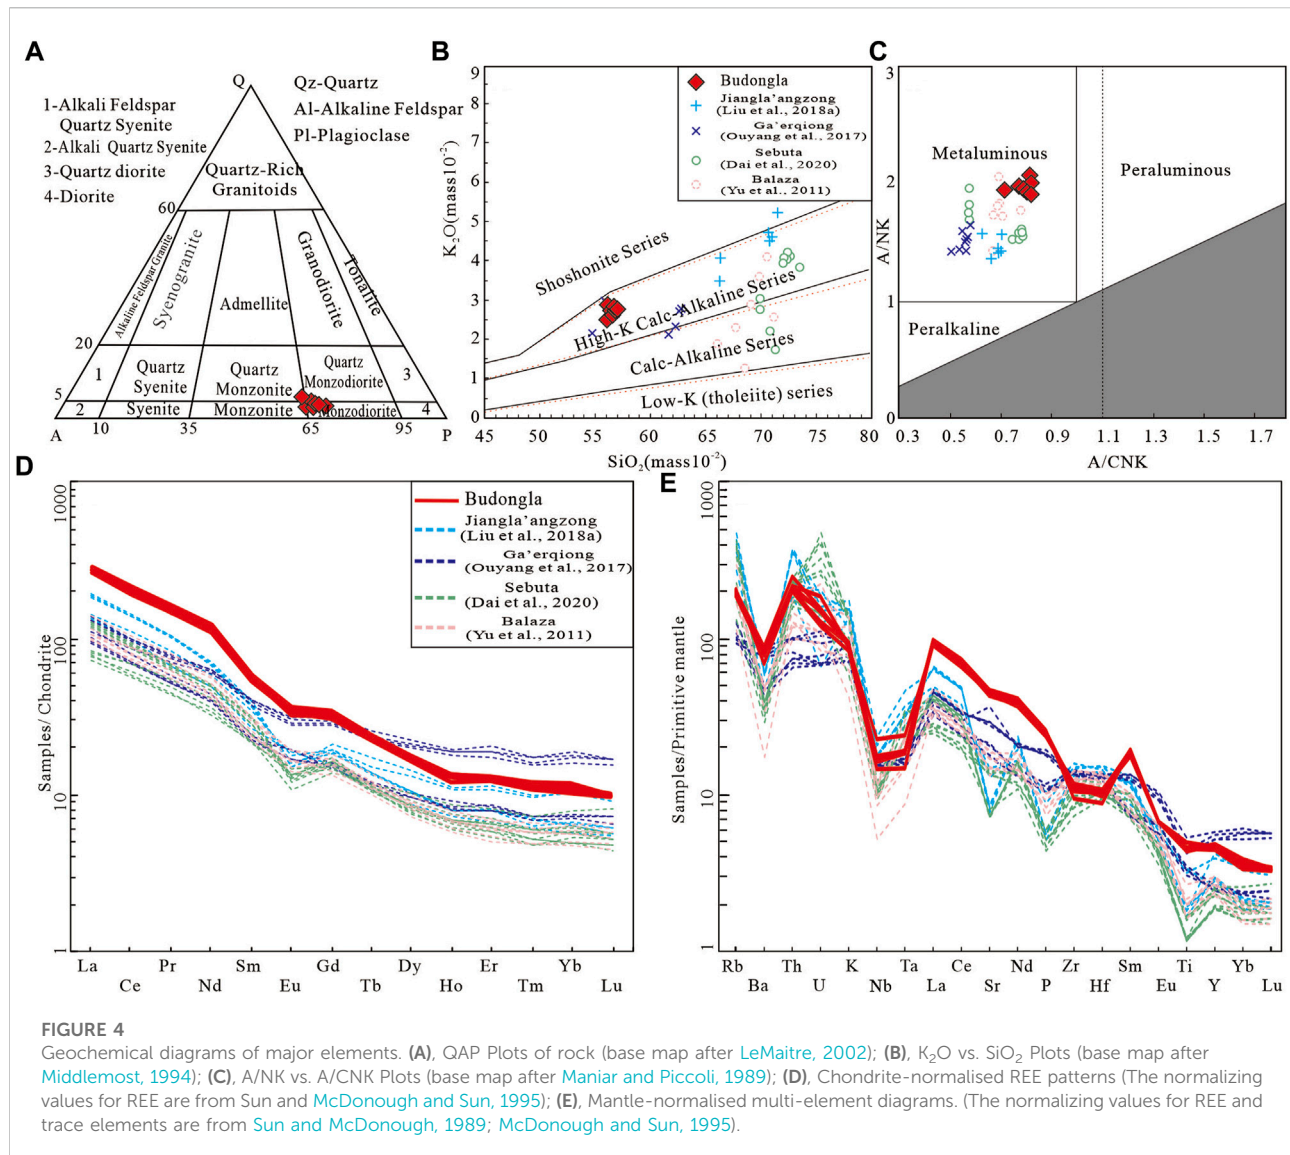 A
Q
1-Alkali Feldspar
Quartz Syenite
2-Alkali Quartz Syenite
3-Quartz diorite
4-Diorite
Qz-Quartz
Al-Alkaline Feldspar
Pl-Plagioclase
Quartz-Rich
Granitoids
60
Alkaline Feldspar Granite
Syenogranite
Admellite
Granodiorite
Tonalite
20
1
Quartz
Syenite
Quartz
Monzonite
Quartz
Monzodiorite
3
5
2
Syenite
Monzonite
Monzodiorite
4
A
10
35
65
95
P
B
K2O(mass10-2)
9
8
7
6
5
4
3
2
1
0
45
50
60
70
80
SiO2(mass10-2)
Budongla
Jiangla'angzong
(Liu et al., 2018a)
Ga'erqiong
(Ouyang et al., 2017)
Sebuta
(Dai et al., 2020)
Balaza
(Yu et al., 2011)
Shoshonite Series
High-K Calc-Alkaline Series
Calc-Alkaline Series
Low-K (tholeiite) series
C
A/NK
3
2
1
0
Metaluminous
Peraluminous
Peralkaline
0.3
0.5
0.7
0.9
1.1
1.3
1.5
1.7
A/CNK
D
Samples/ Chondrite
1000
100
10
1
Budongla
Jiangla'angzong
(Liu et al., 2018a)
Ga'erqiong
(Ouyang et al., 2017)
Sebuta
(Dai et al., 2020)
Balaza
(Yu et al., 2011)
La
Ce
Pr
Nd
Sm
Eu
Gd
Tb
Dy
Ho
Er
Tm
Yb
Lu
E
Samples/Primitive mantle
1000
100
10
1
Rb
Ba
Th
U
K
Nb
Ta
La
Ce
Sr
Nd
P
Zr
Hf
Sm
Eu
Ti
Y
Yb
Lu
FIGURE 4
Geochemical diagrams of major elements. (A), QAP Plots of rock (base map after LeMaitre, 2002); (B), K2O vs. SiO2 Plots (base map after
Middlemost, 1994); (C), A/NK vs. A/CNK Plots (base map after Maniar and Piccoli, 1989); (D), Chondrite-normalised REE patterns (The normalizing
values for REE are from Sun and McDonough and Sun, 1995); (E), Mantle-normalised multi-element diagrams. (The normalizing values for REE and
trace elements are from Sun and McDonough, 1989; McDonough and Sun, 1995).